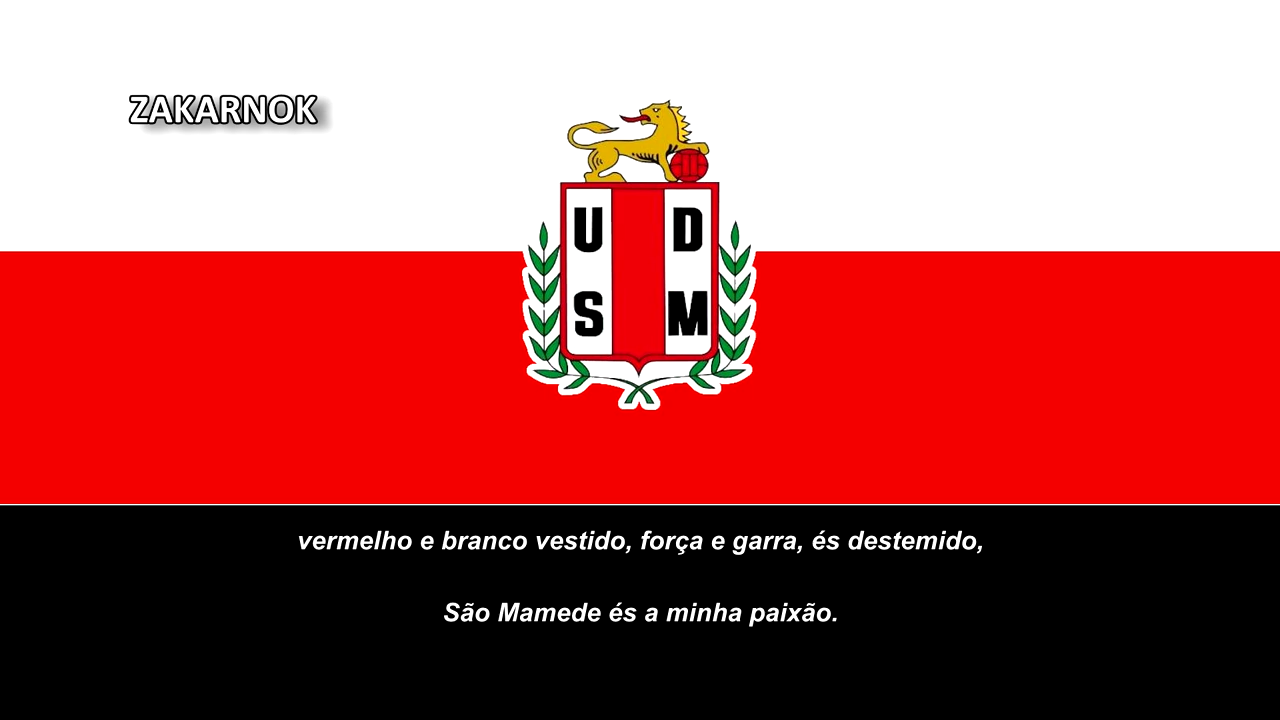 ZAKARNOK
U D
S M
vermelho e branco vestido, força e garra, és destemido,
São Mamede és a minha paixão.